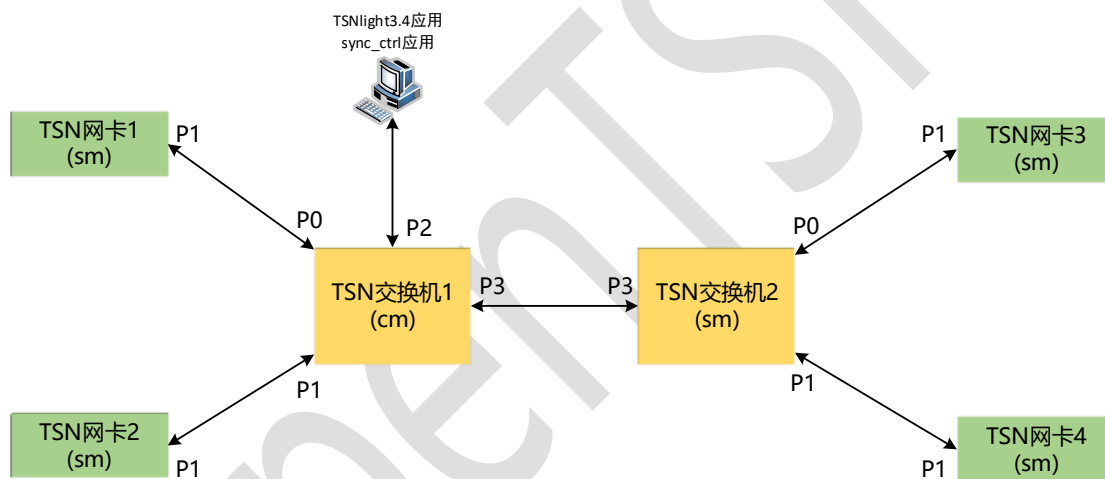 TSNlight3.4应用
sync_ctrl应用
TSN网卡1
(sm)
P1
P1
TSN网卡3
(sm)
P0
P2
P0
TSN交换机1
(cm)
P3
P3
TSN交换机2
(sm)
P1
P1
TSN网卡2
(sm)
P1
P1
TSN网卡4
(sm)